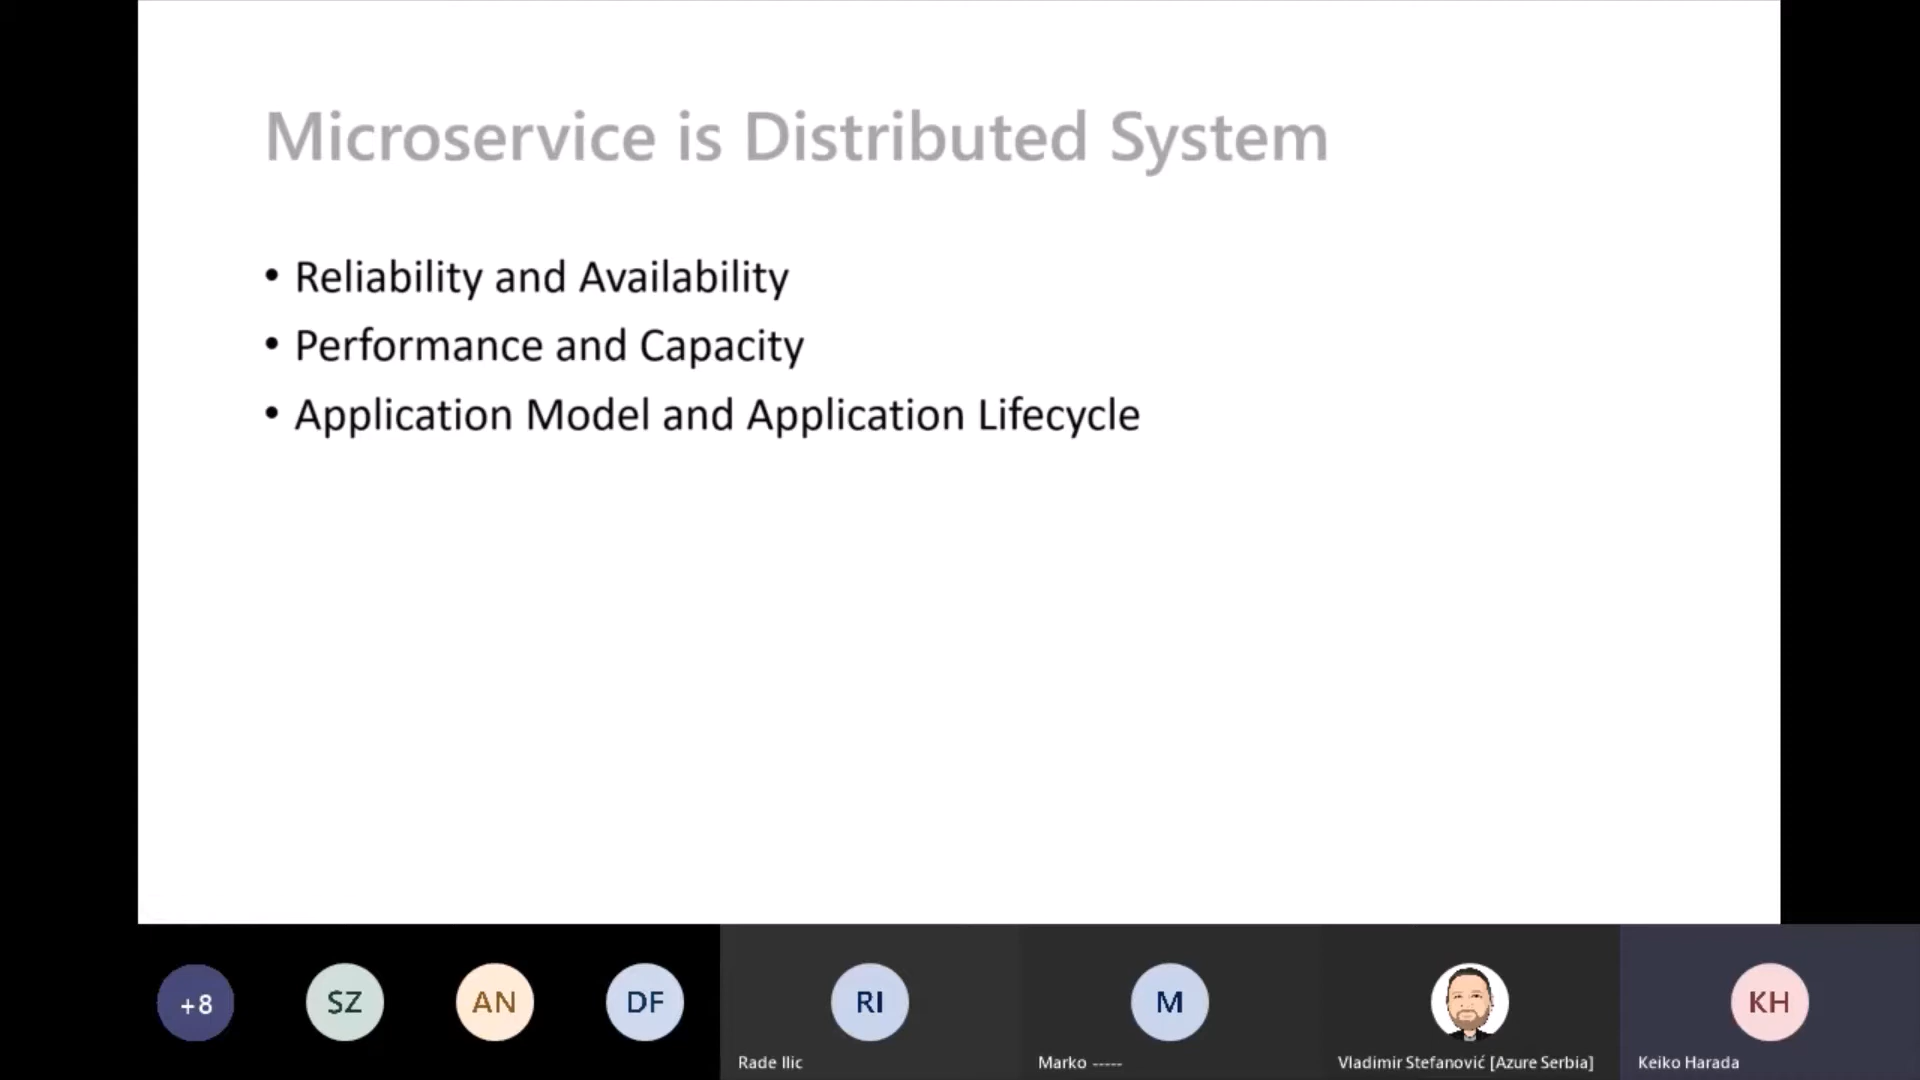 Microservice is Distributed System
• Reliability and Availability
• Performance and Capacity
• Application Model and Application Lifecycle
+8
SZ
AN
DF
RI
M
KH
Rade Ilic
Marko -----
Vladimir Stefanović [Azure Serbia]
Keiko Harada